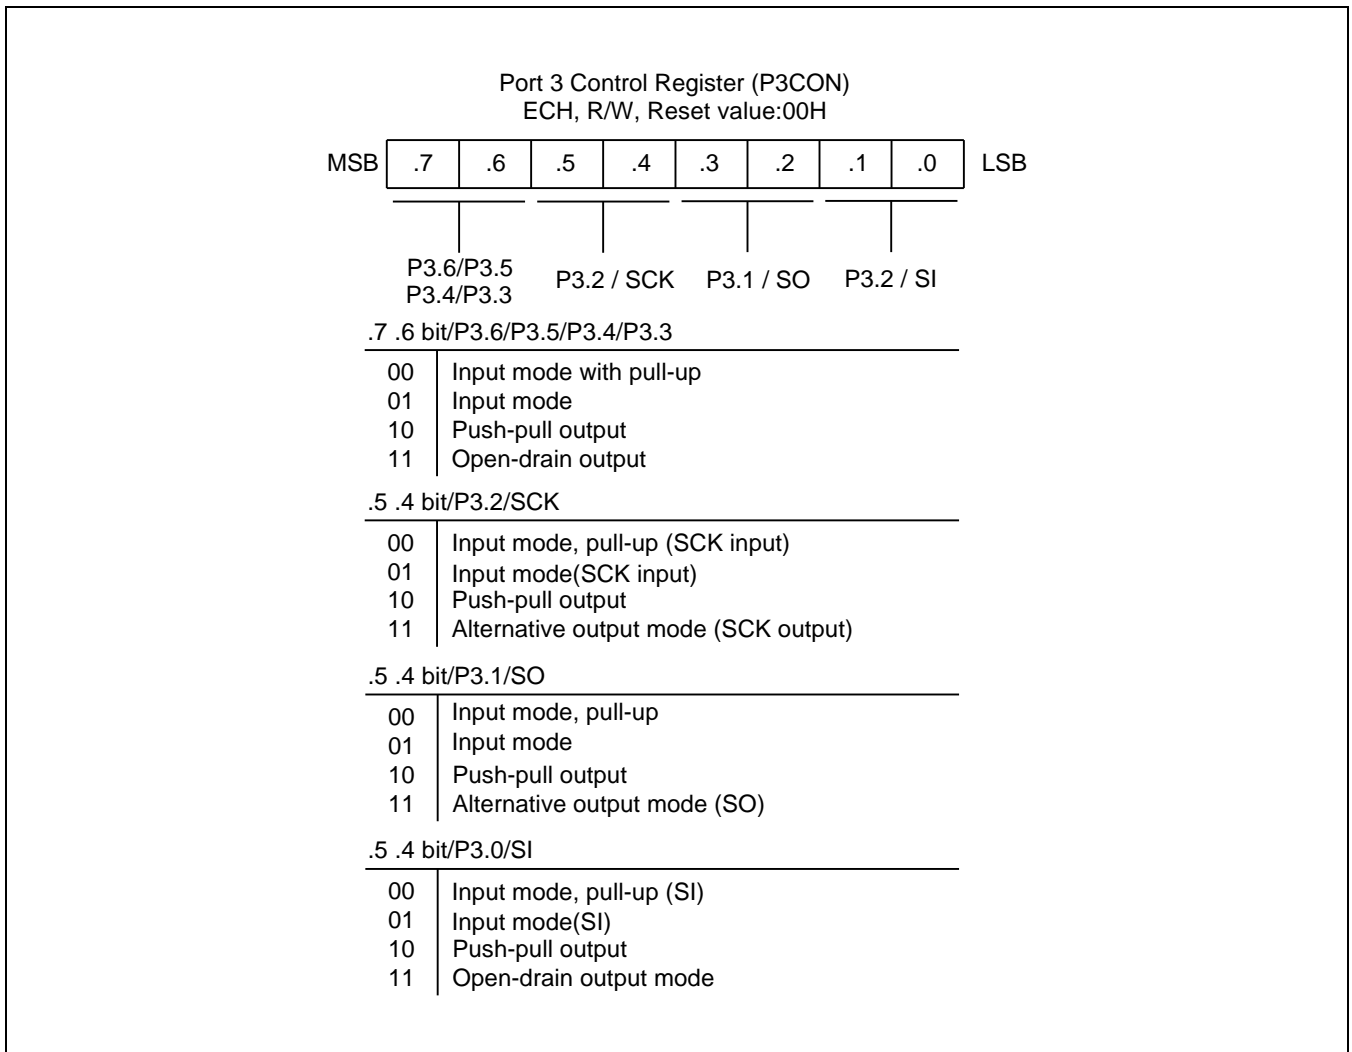 Port 3 Control Register (P3CON)
ECH, R/W, Reset value:00H
MSB .7 .6 .5 .4 .3 .2 .1 .0 LSB
P3.6/P3.5
P3.4/P3.3
P3.2 / SCK
P3.1 / SO
P3.2 / SI
.7 .6 bit/P3.6/P3.5/P3.4/P3.3
00 Input mode with pull-up
01 Input mode
10 Push-pull output
11 Open-drain output
.5 .4 bit/P3.2/SCK
00 Input mode, pull-up (SCK input)
01 Input mode(SCK input)
10 Push-pull output
11 Alternative output mode (SCK output)
.5 .4 bit/P3.1/SO
00 Input mode, pull-up
01 Input mode
10 Push-pull output
11 Alternative output mode (SO)
.5 .4 bit/P3.0/SI
00 Input mode, pull-up (SI)
01 Input mode(SI)
10 Push-pull output
11 Open-drain output mode